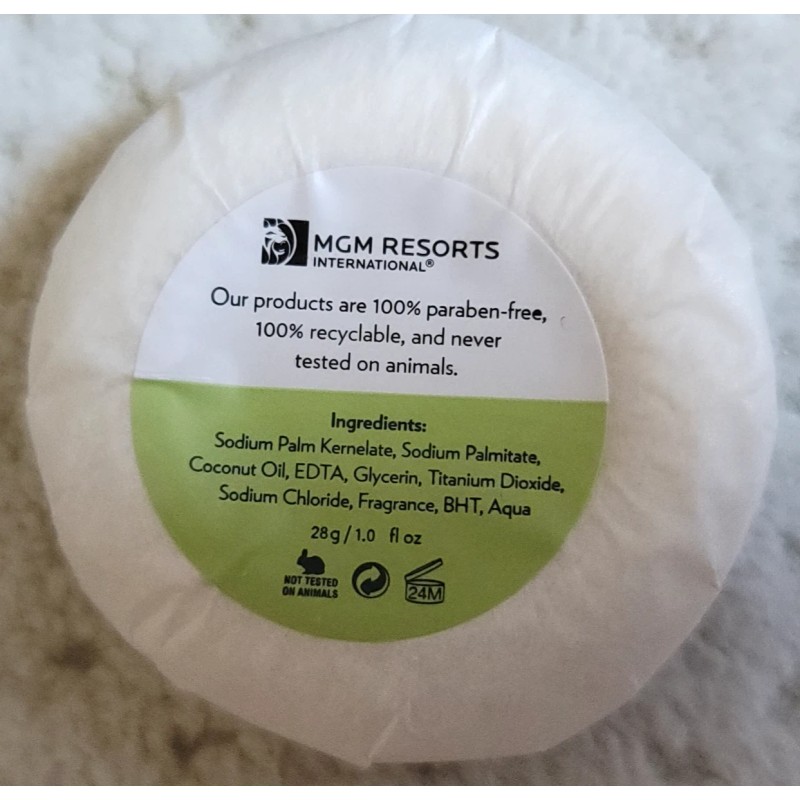 MGM RESORTS
INTERNATIONAL®
Our products are 100% paraben-free,
100% recyclable, and never
tested on animals.
Ingredients:
Sodium Palm Kernelate, Sodium Palmitate,
Coconut Oil, EDTA, Glycerin, Titanium Dioxide,
Sodium Chloride, Fragrance, BHT, Aqua
28g/1.0 fl oz
NOT TESTED
ON ANIMALS
24M